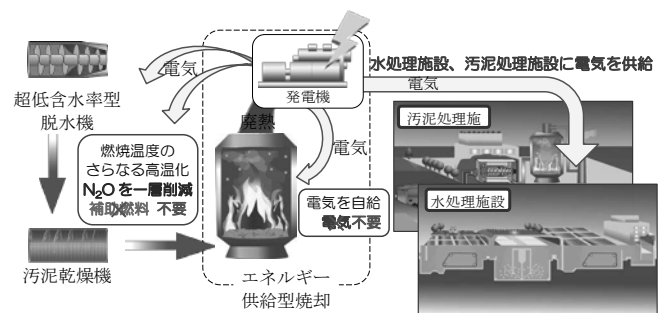 電気
超低含水率型
脱水機
燃焼温度の
さらなる高温化
N₂Oを一層削減
補助燃料 不要
汚泥乾燥機
発電機
廃熱
電気
電気を自給
電気不要
エネルギー
供給型焼却
水処理施設、汚泥処理施設に電気を供給
電気
汚泥処理施
水処理施設